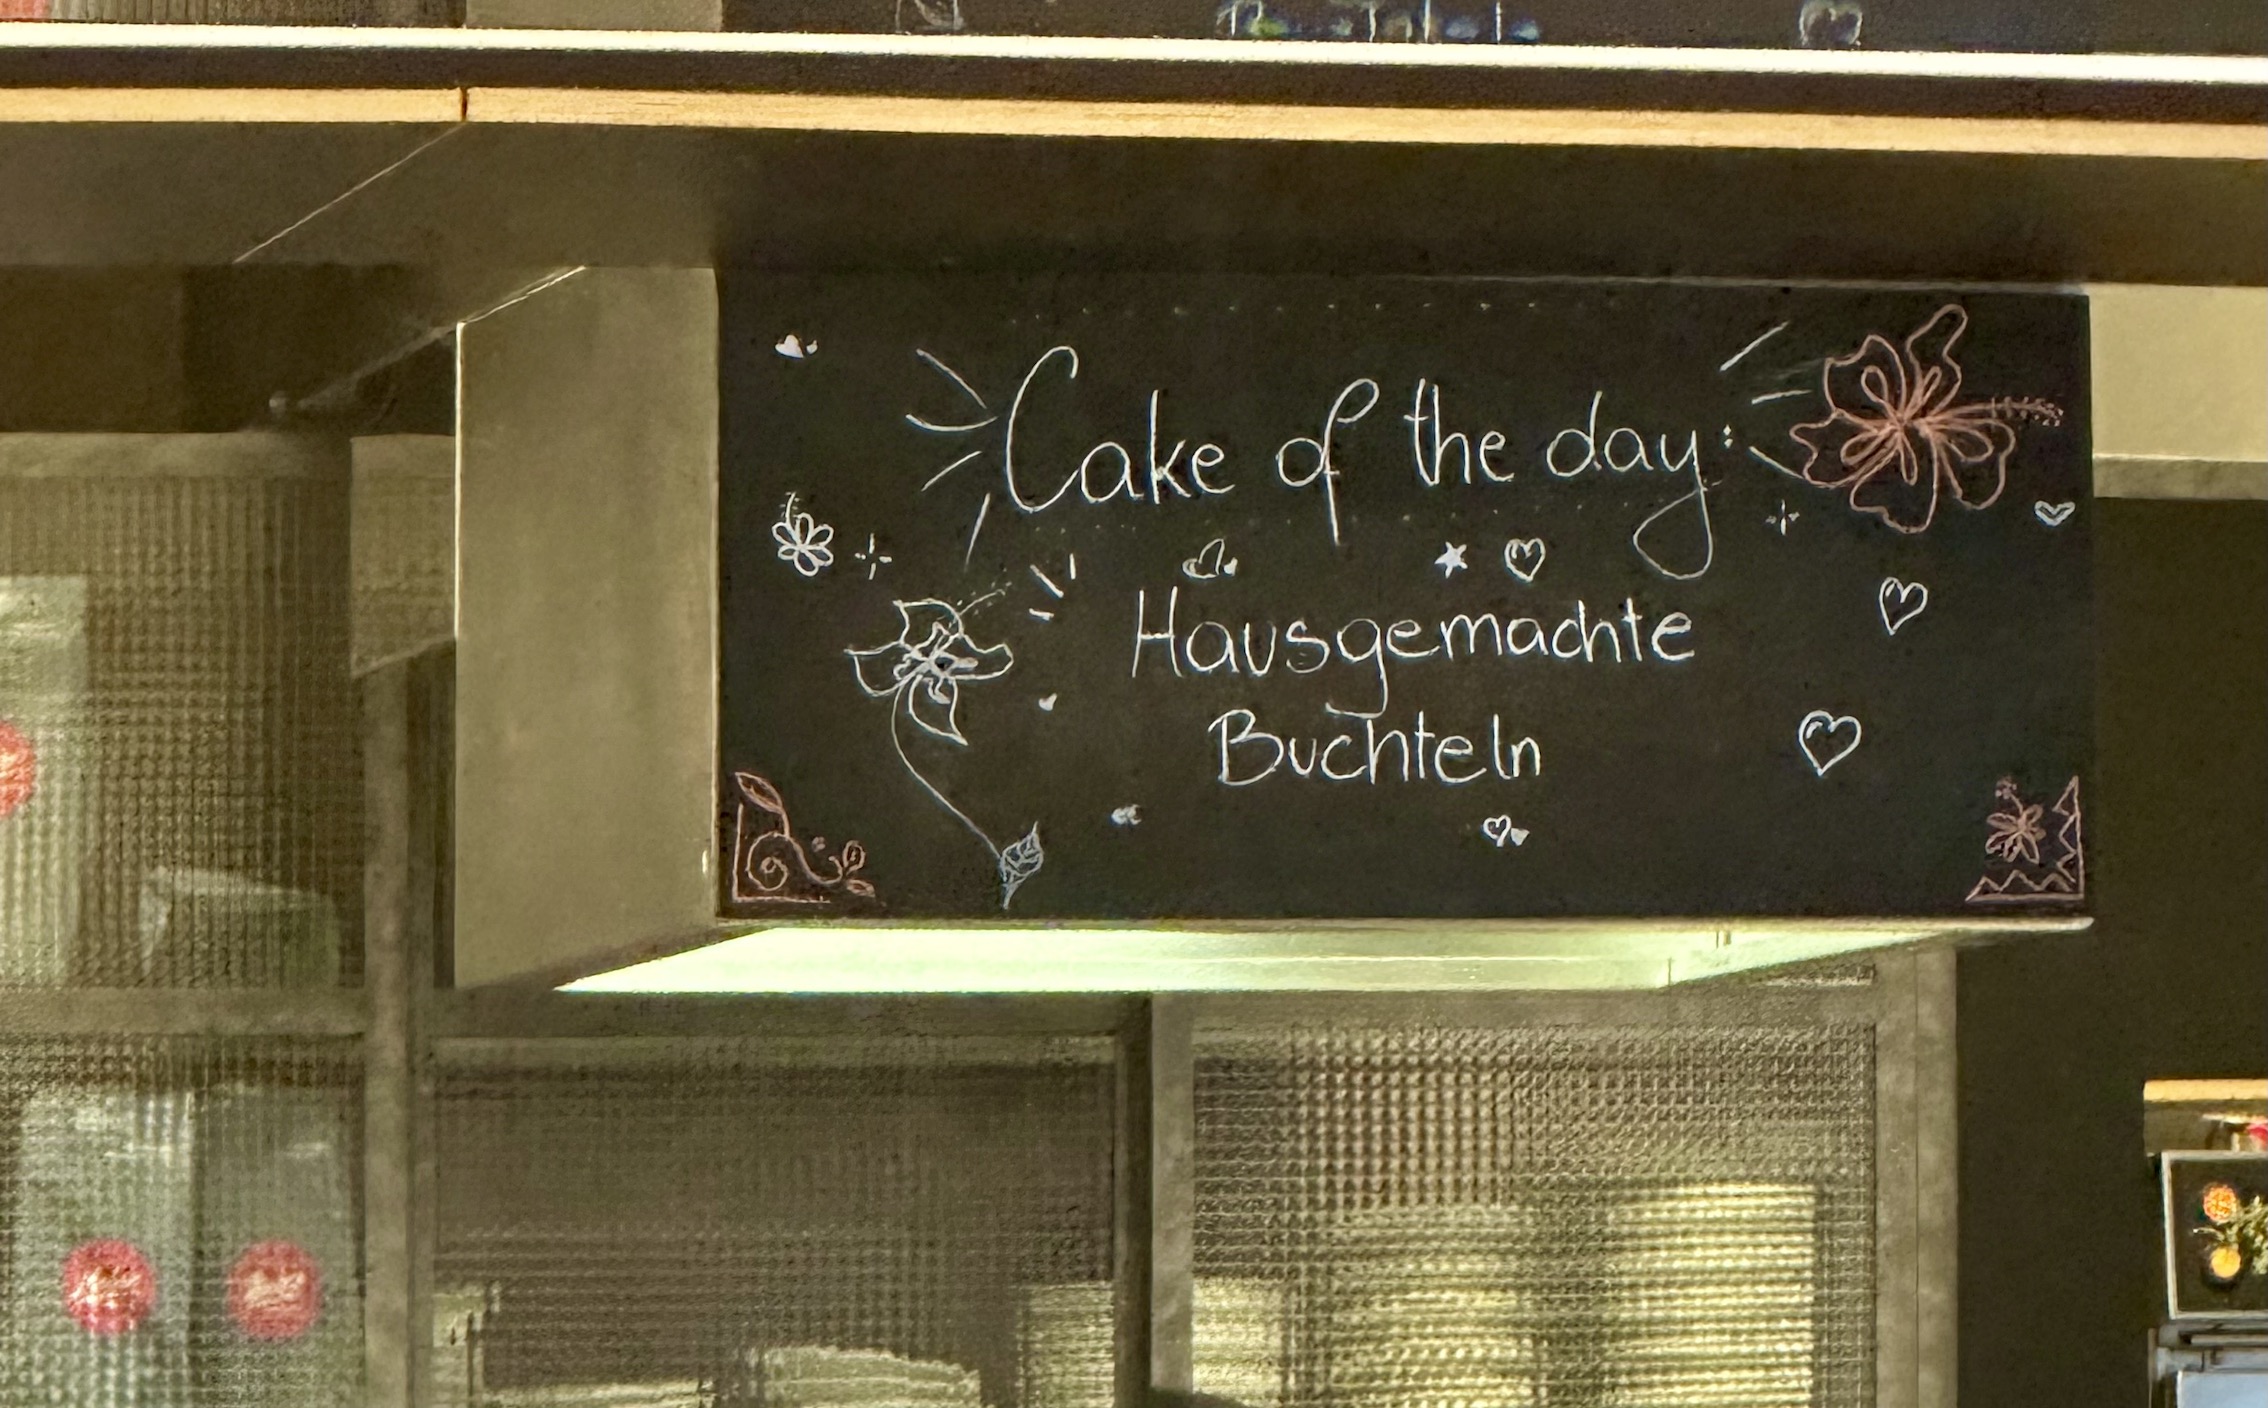 Cake of the day:
Hausgemachte
Buchteln